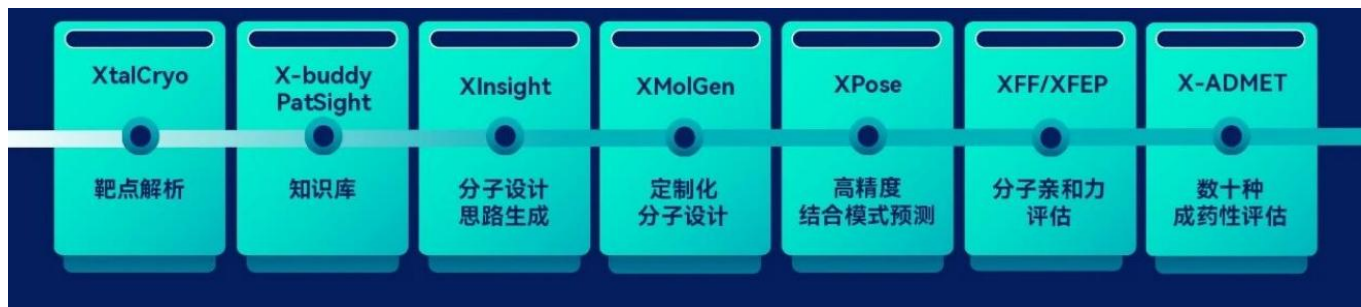 XtalCryo
靶点解析
X-buddy
PatSight
知识库
XInsight
分子设计
思路生成
XMolGen
定制化
分子设计
XPose
高精度
结合模式预测
XFF/XFEP
分子亲和力
评估
X-ADMET
数十种
成药性评估